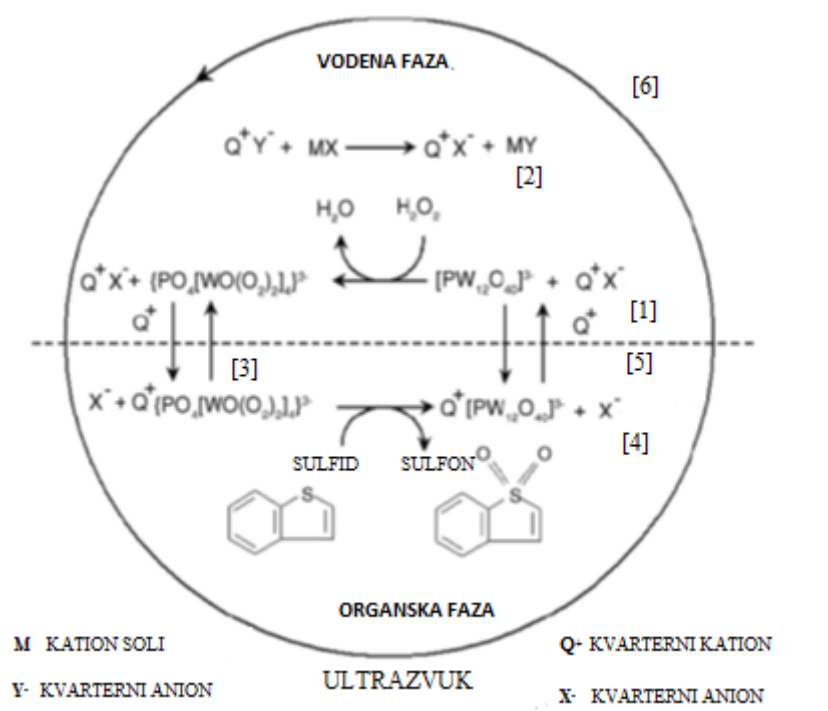 VODENA FAZA
[6]
Q⁺Y⁻ + MX → Q⁺X⁻ + MY
[2]
H₂O H₂O₂
Q⁺X⁻ + {PO₄[WO(O₂)₂]₄}³⁻ ← [PW₁₂O₄₀]³⁻ + Q⁺X⁻
[1]
Q⁺ Q⁺
[3] [5]
X⁻ + Q⁺{PO₄[WO(O₂)₂]₄}³⁻ → Q⁺[PW₁₂O₄₀]³⁻ + X⁻
[4]
SULFID SULFON
O O
S S
ORGANSKA FAZA
M KATION SOLI
Q+ KVARTERNI KATION
Y- KVARTERNI ANION
ULTRAZVUK
X- KVARTERNI ANION